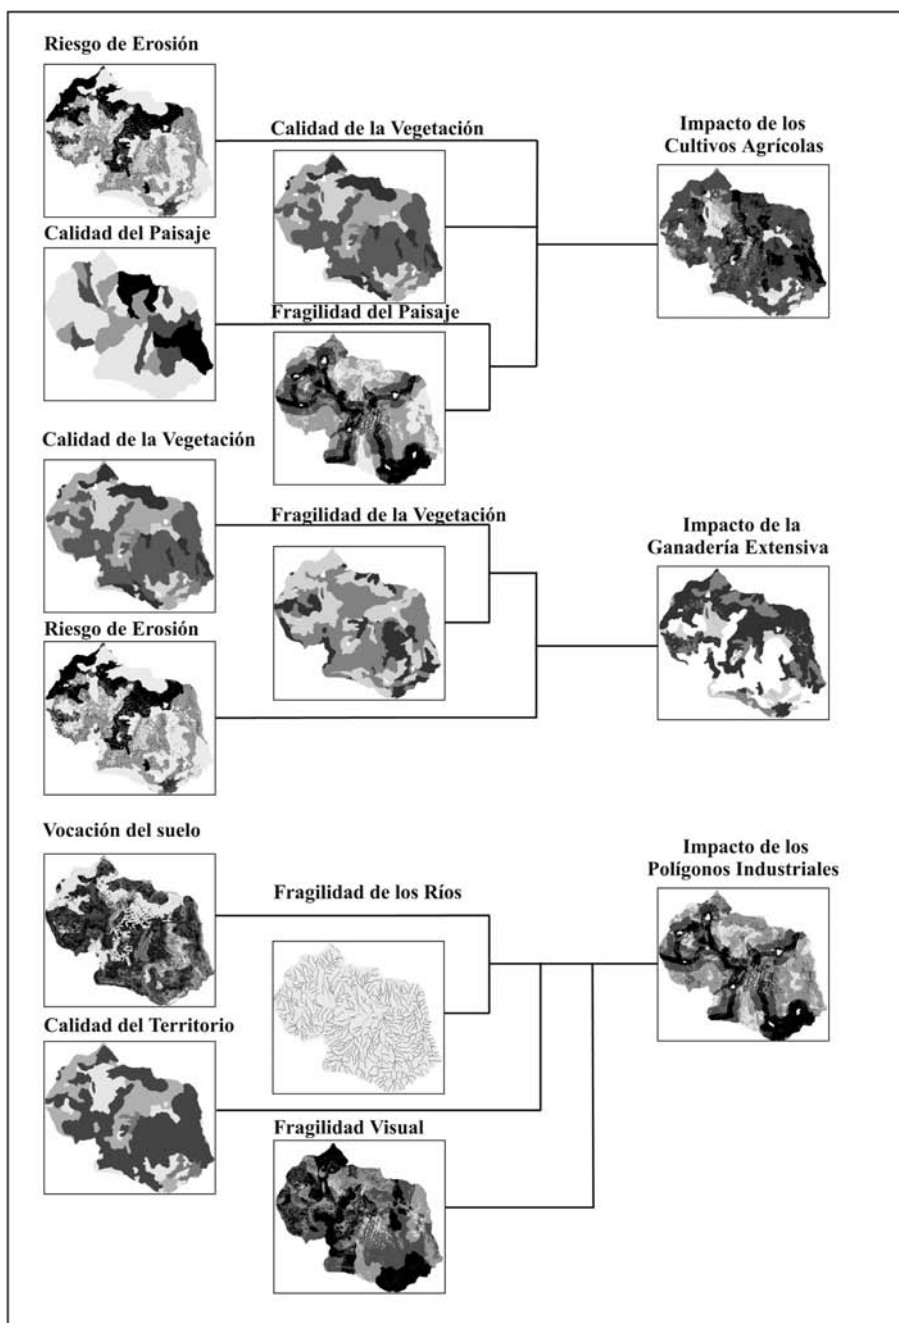 Riesgo de Erosión
Calidad de la Vegetación
Impacto de los
Cultivos Agrícolas
Calidad del Paisaje
Fragilidad del Paisaje
Calidad de la Vegetación
Fragilidad de la Vegetación
Impacto de la
Ganadería Extensiva
Riesgo de Erosión
Vocación del suelo
Fragilidad de los Ríos
Impacto de los
Polígonos Industriales
Calidad del Territorio
Fragilidad Visual